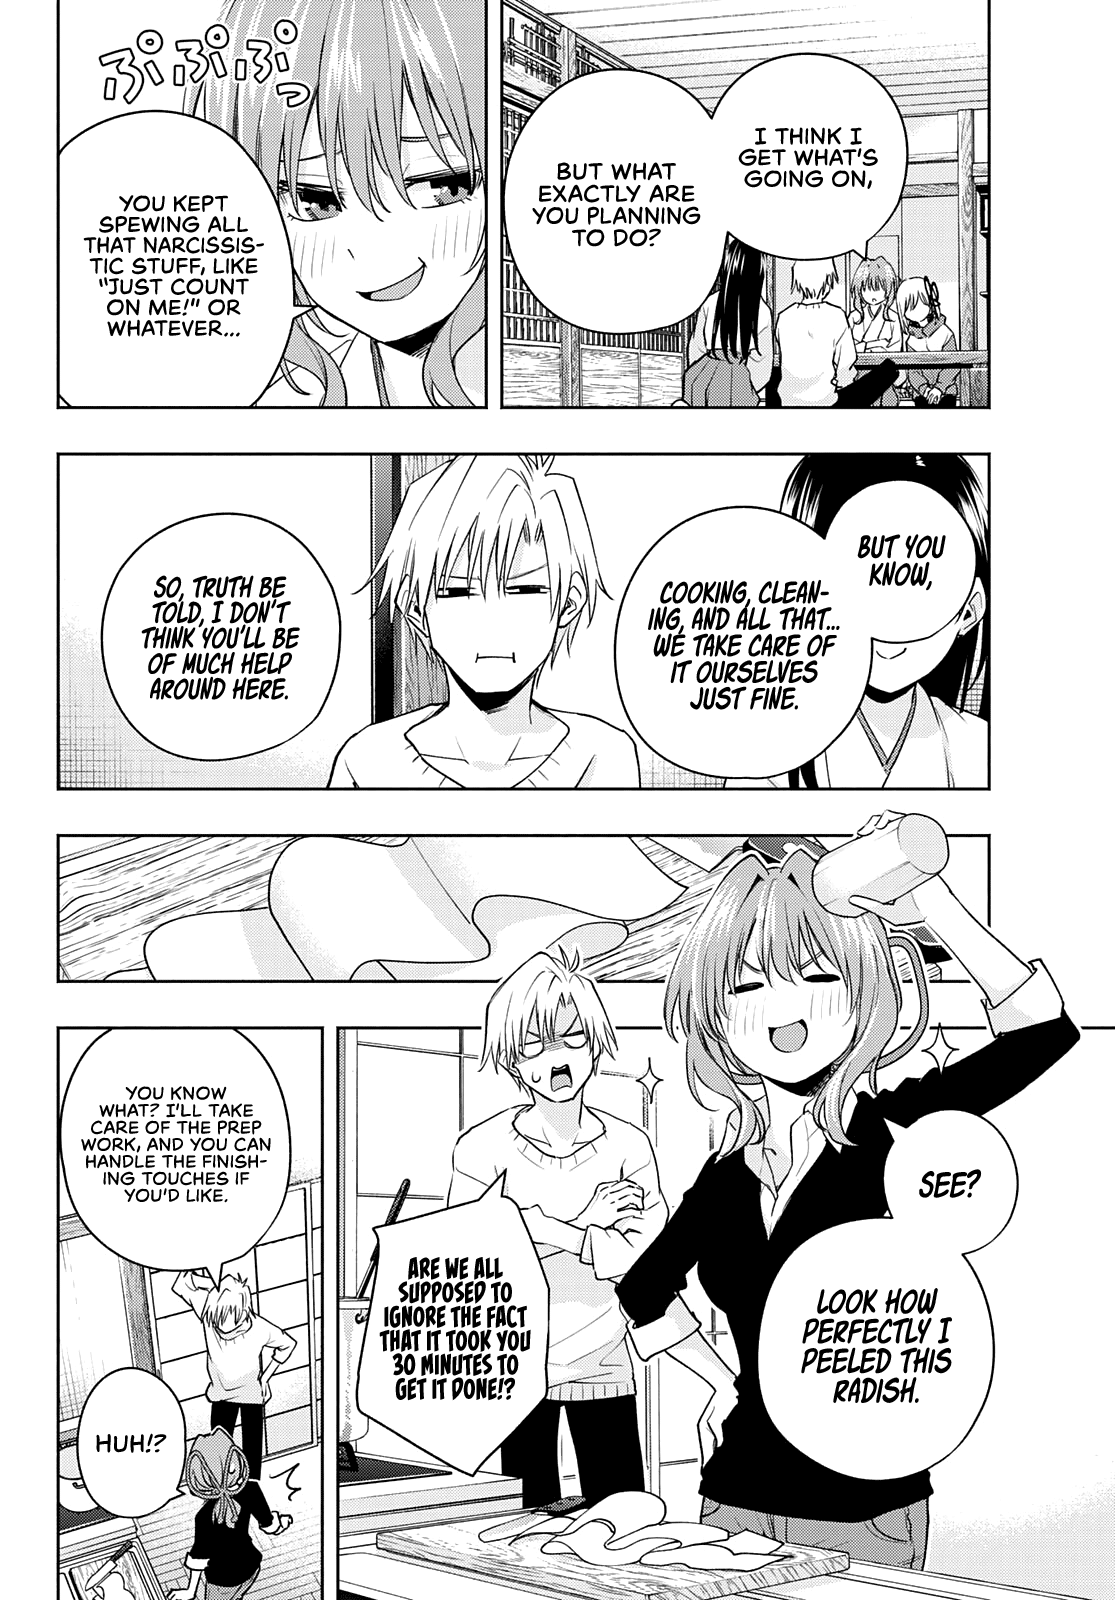 I THINK I
GET WHAT'S
GOING ON,
BUT WHAT
EXACTLY ARE
YOU PLANNING
TO DO?
ぷぷぷっ
YOU KEPT
SPEWING ALL
THAT NARCISSIS-
TIC STUFF, LIKE
"JUST COUNT
ON ME!" OR
WHATEVER...
BUT YOU
KNOW,
COOKING, CLEAN-
ING, AND ALL THAT...
WE TAKE CARE OF
IT OURSELVES
JUST FINE.
SO, TRUTH BE
TOLD, I DON'T
THINK YOU'LL BE
OF MUCH HELP
AROUND HERE.
SEE?
LOOK HOW
PERFECTLY I
PEELED THIS
RADISH.
ARE WE ALL
SUPPOSED TO
IGNORE THE FACT
THAT IT TOOK YOU
30 MINUTES TO
GET IT DONE!?
YOU KNOW
WHAT? I'LL TAKE
CARE OF THE PREP
WORK, AND YOU CAN
HANDLE THE FINISH-
ING TOUCHES IF
YOU'D LIKE.
HUH!?